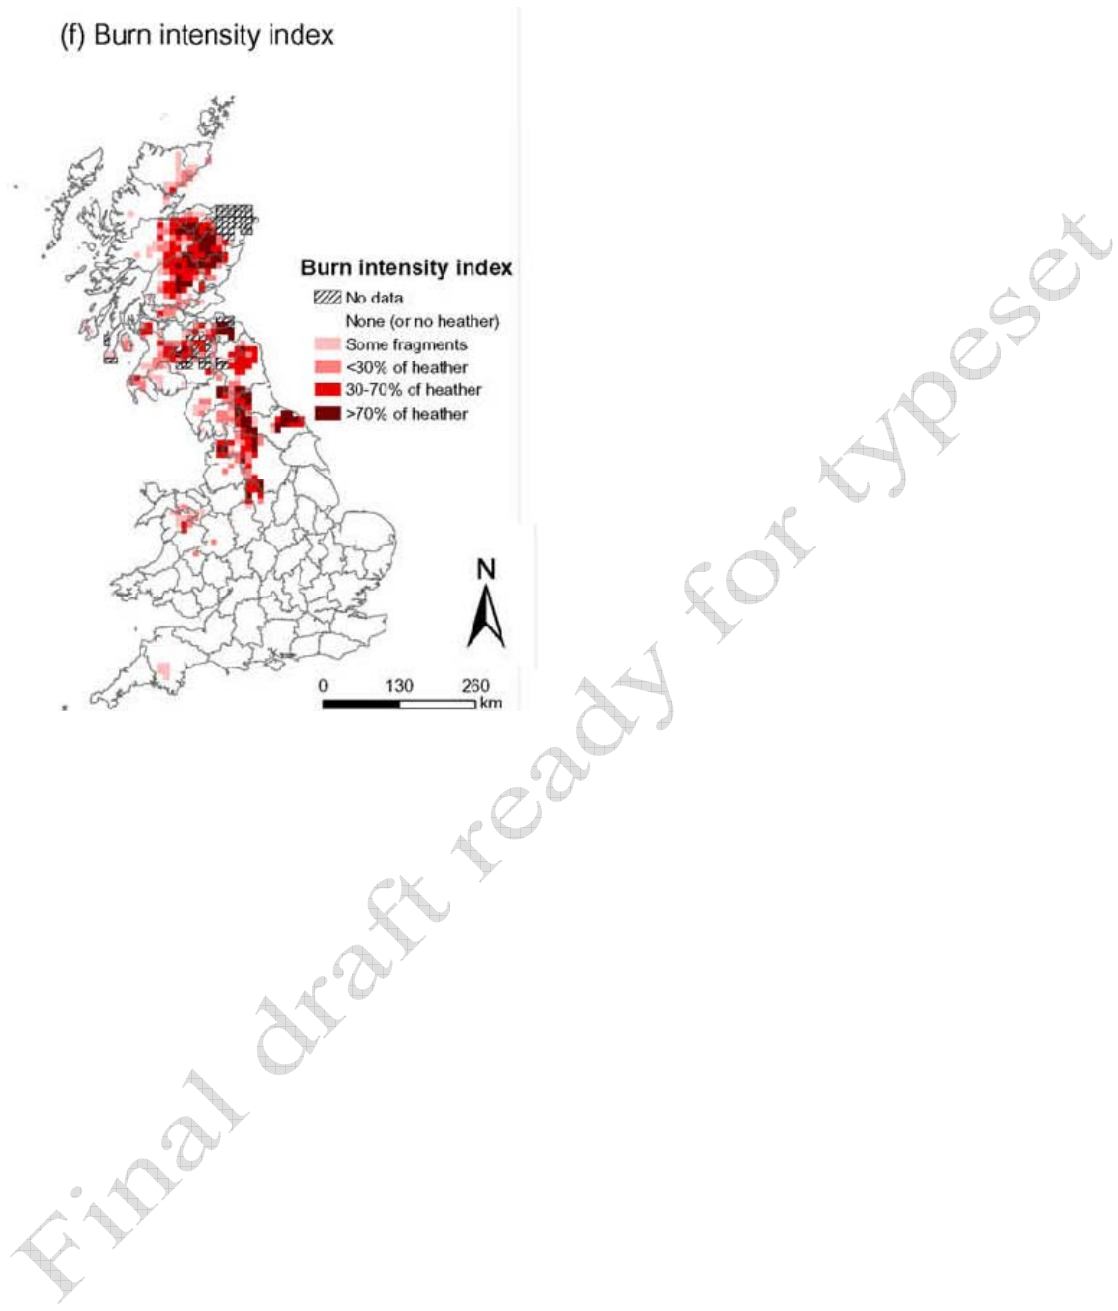 (f) Burn intensity index
Burn intensity index
No data
None (or no heather)
Some fragments
<30% of heather
30-70% of heather
>70% of heather
N
0 130 260
km
Final draft ready for typeset